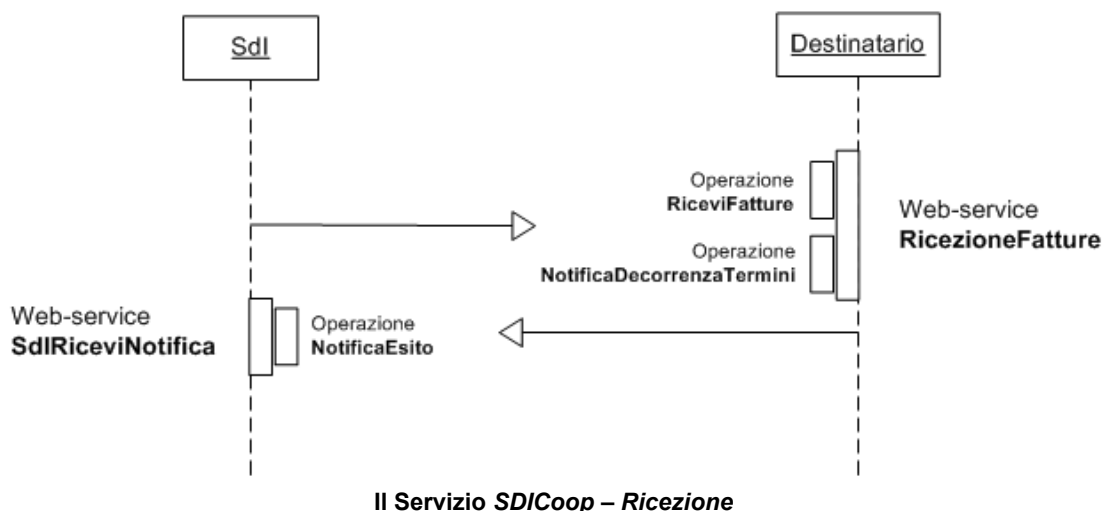 SdI
Destinatario
Operazione
RiceviFatture
Web-service
RicezioneFatture
Operazione
NotificaDecorrenzaTermini
Web-service
SdIRiceviNotifica
Operazione
NotificaEsito
Il Servizio SDICoop – Ricezione